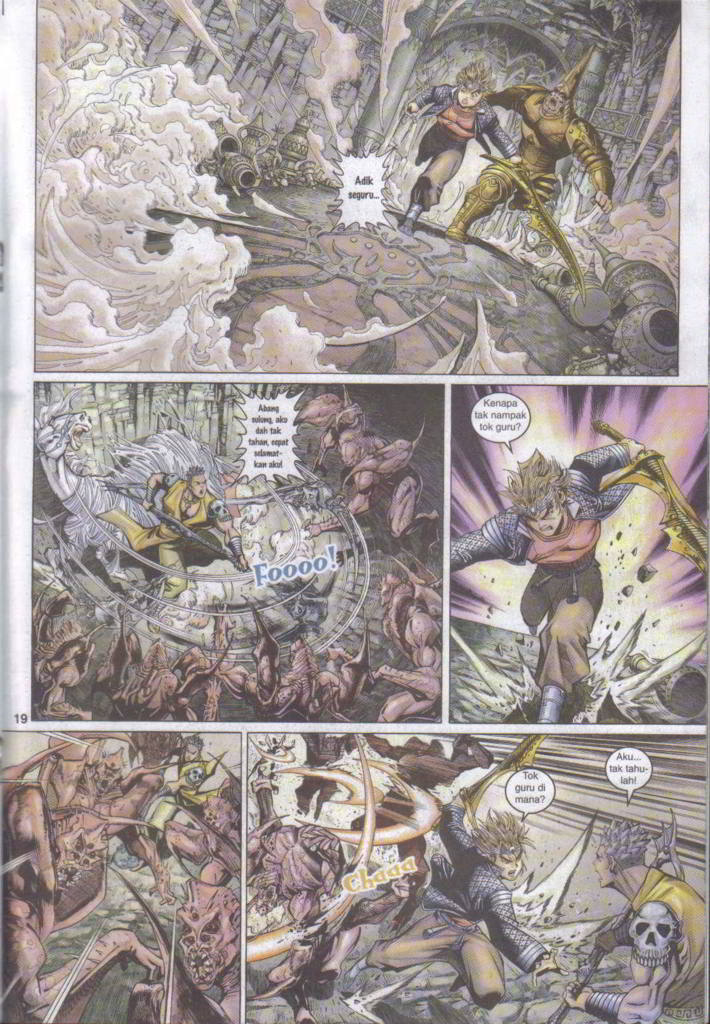 Adik
seguru...
Abang
sulong, aku
dah tak
tahan, cepat
selamat-
kan aku!
Foooo!
Kenapa
tak nampak
tok guru?
19
Chaaa
Tok
guru di
mana?
Aku...
tak tahu-
lah!